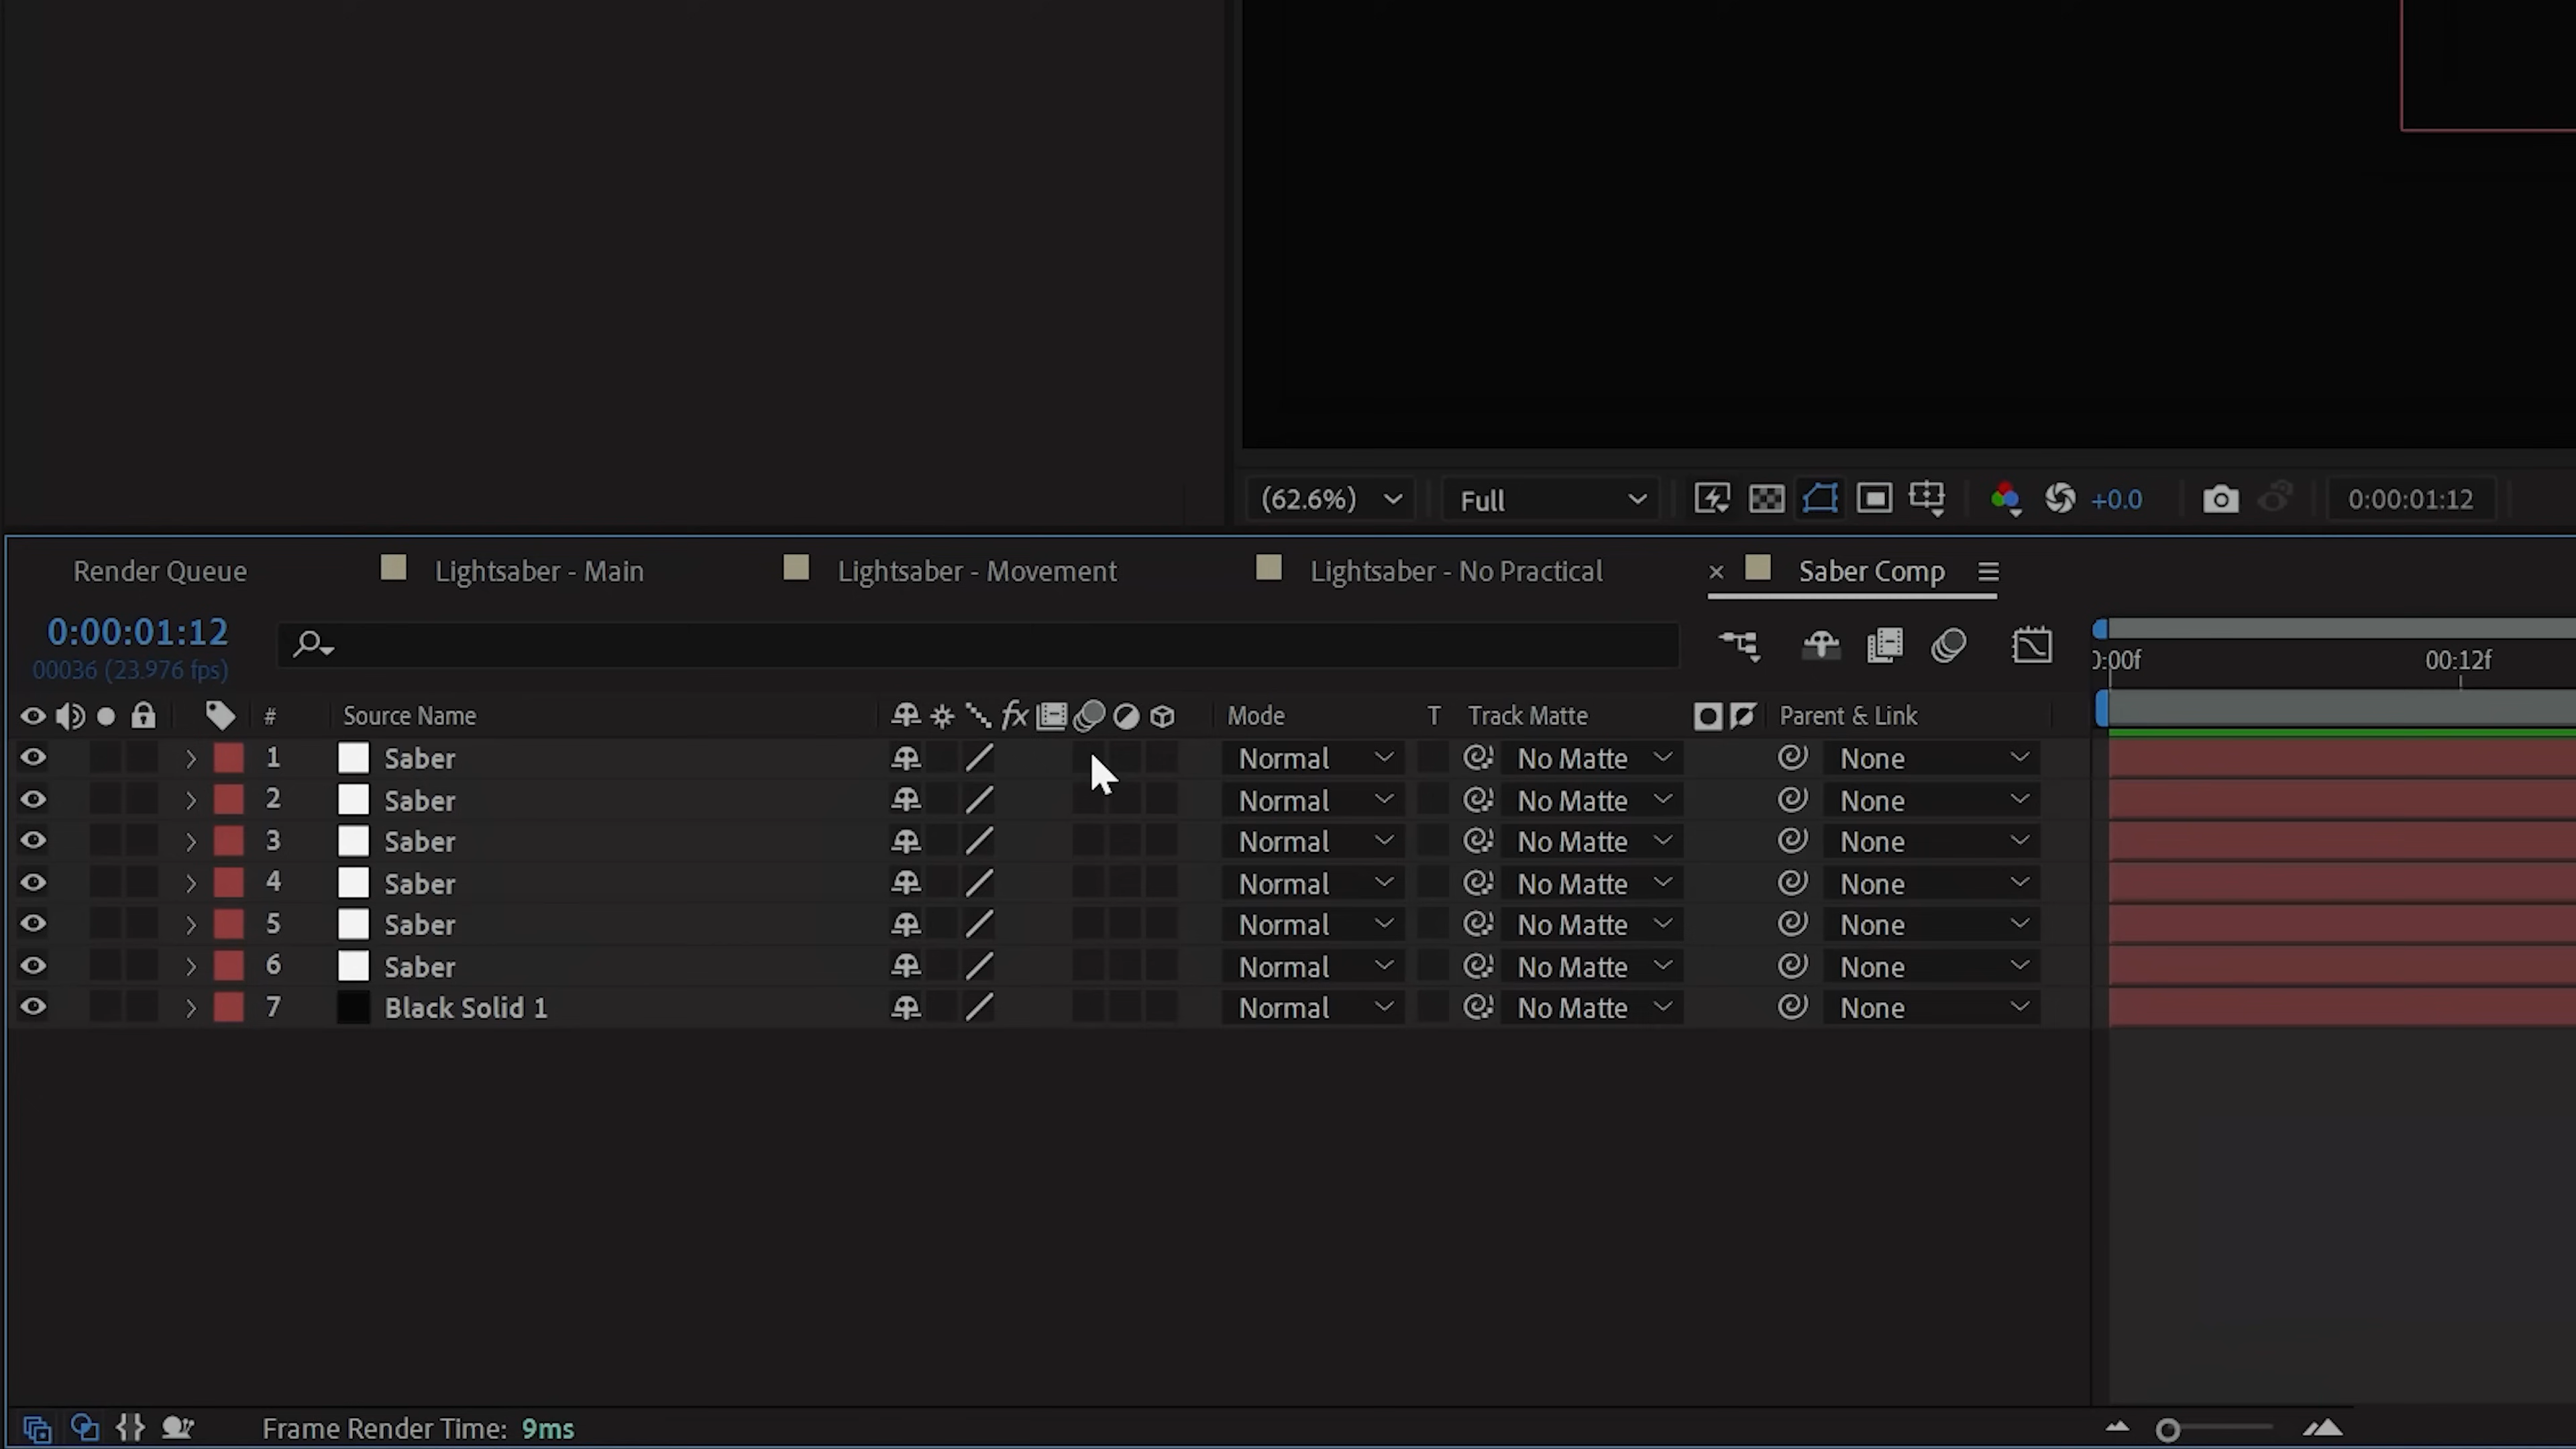 (62.6%) Full +0.0 0:00:01:12
Render Queue Lightsaber - Main Lightsaber - Movement Lightsaber - No Practical × Saber Comp
0:00:01:12
00036 (23.976 fps)
0:00f 00:12f
# Source Name fx Mode T Track Matte Parent & Link
1 Saber Normal No Matte None
2 Saber Normal No Matte None
3 Saber Normal No Matte None
4 Saber Normal No Matte None
5 Saber Normal No Matte None
6 Saber Normal No Matte None
7 Black Solid 1 Normal No Matte None
Frame Render Time: 9ms